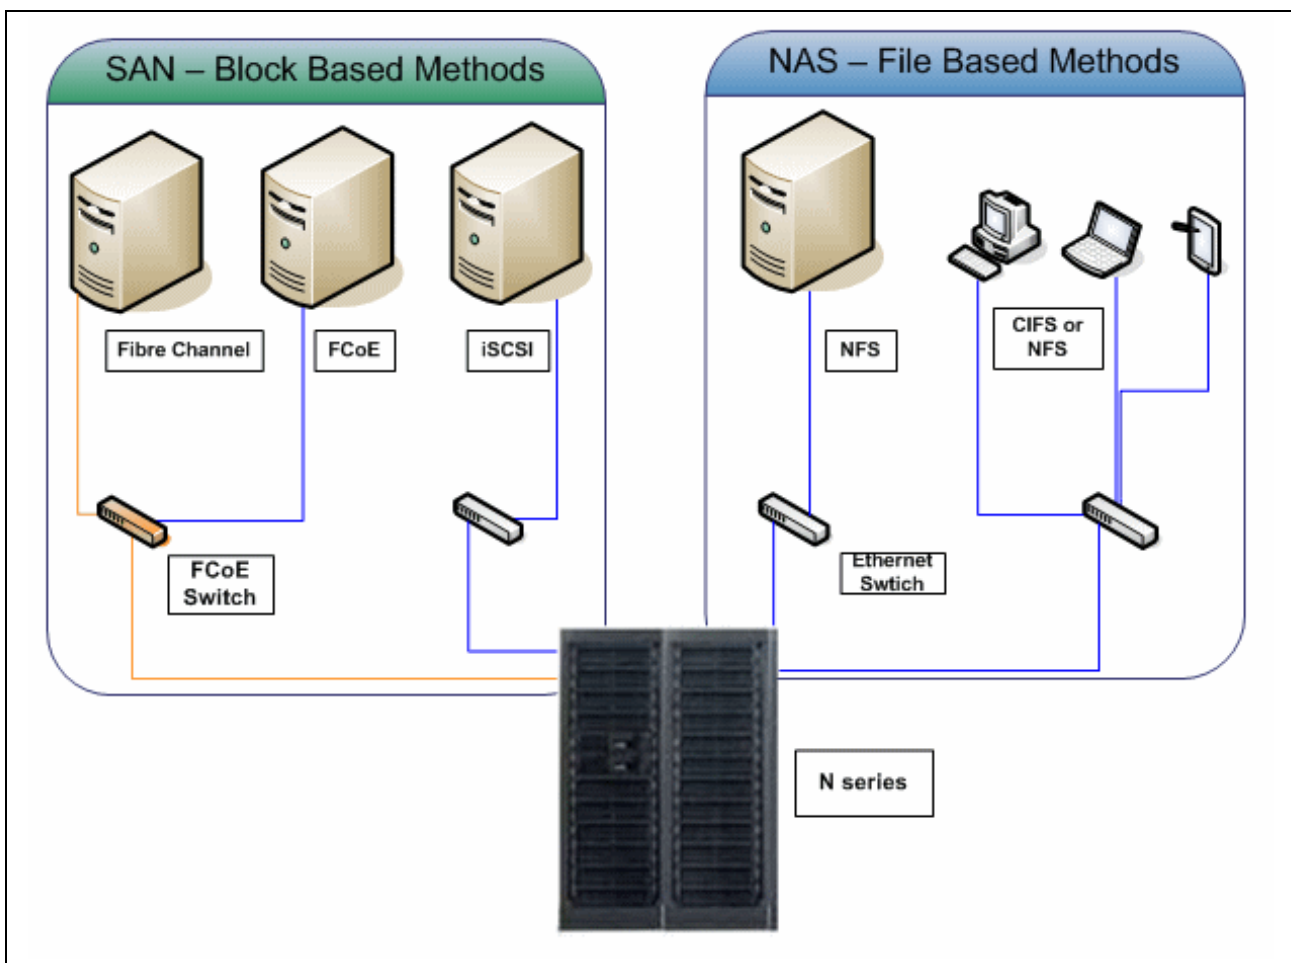 SAN – Block Based Methods
NAS – File Based Methods
Fibre Channel
FCoE
iSCSI
NFS
CIFS or
NFS
FCoE
Switch
Ethernet
Swtich
N series